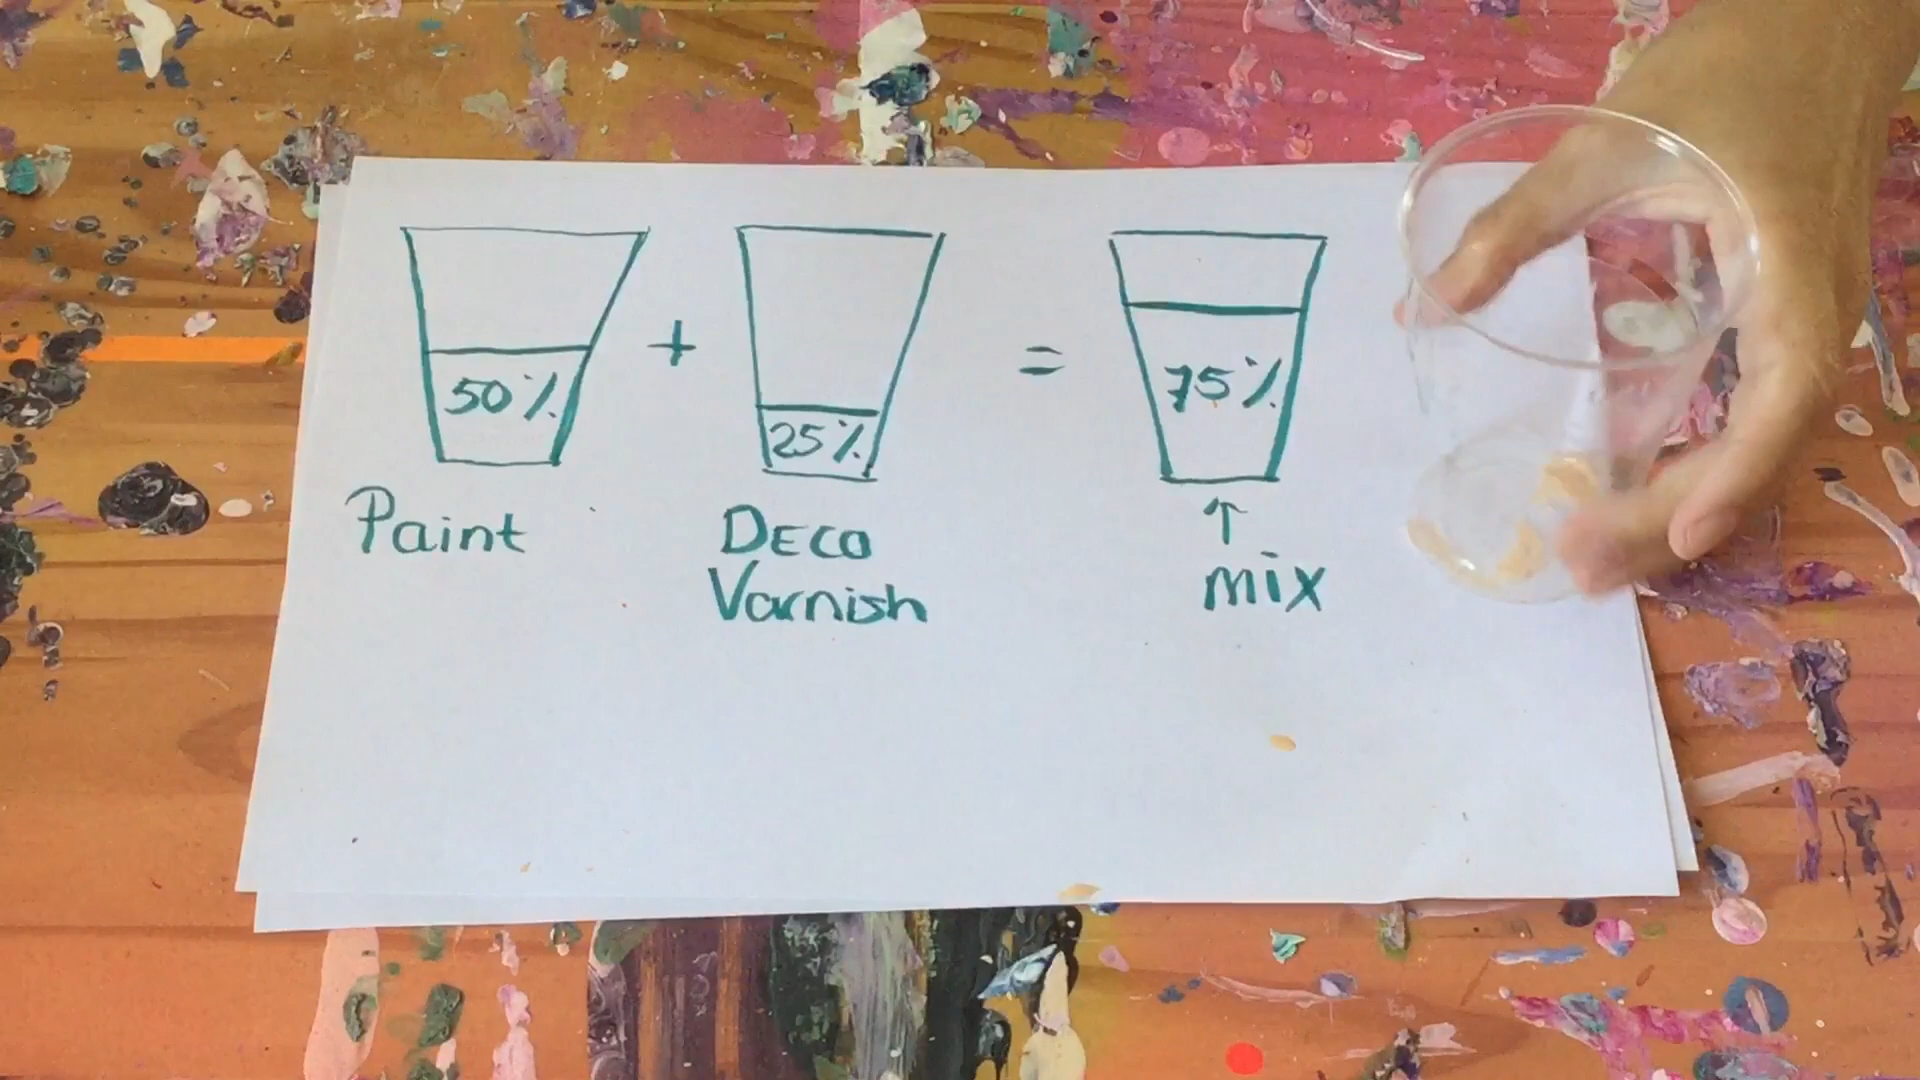 50% + 25% = 75%
Paint
DECO
Varnish
↑
mix